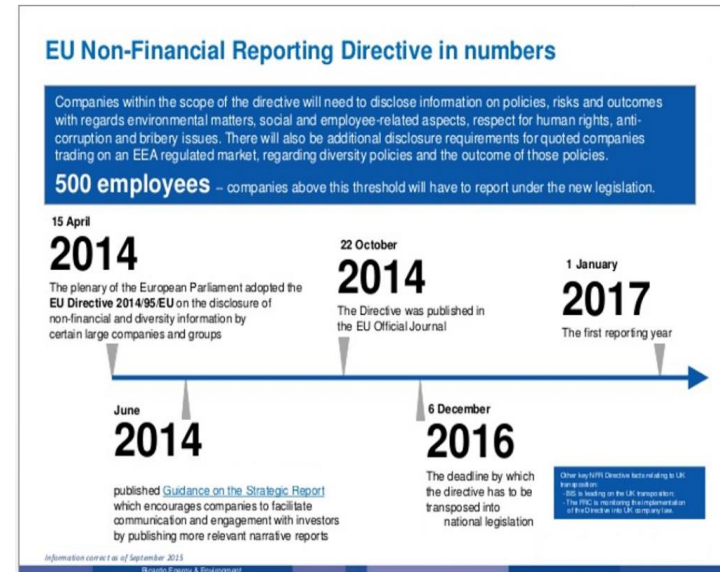 EU Non-Financial Reporting Directive in numbers
Companies within the scope of the directive will need to disclose information on policies, risks and outcomes
with regards environmental matters, social and employee-related aspects, respect for human rights, anti-
corruption and bribery issues. There will also be additional disclosure requirements for quoted companies
trading on an EEA regulated market, regarding diversity policies and the outcome of those policies.
500 employees – companies above this threshold will have to report under the new legislation.
15 April
2014
The plenary of the European Parliament adopted the
EU Directive 2014/95/EU on the disclosure of
non-financial and diversity information by
certain large companies and groups
22 October
2014
The Directive was published in
the EU Official Journal
1 January
2017
The first reporting year
June
2014
published Guidance on the Strategic Report
which encourages companies to facilitate
communication and engagement with investors
by publishing more relevant narrative reports
6 December
2016
The deadline by which
the directive has to be
transposed into
national legislation
Other key NFR Directive facts relating to UK
transposition:
- BIS is leading on the UK transposition;
- The FRC is monitoring the implementation
of the Directive into UK company law.
Information correct as of September 2015
Ricardo Energy & Environment